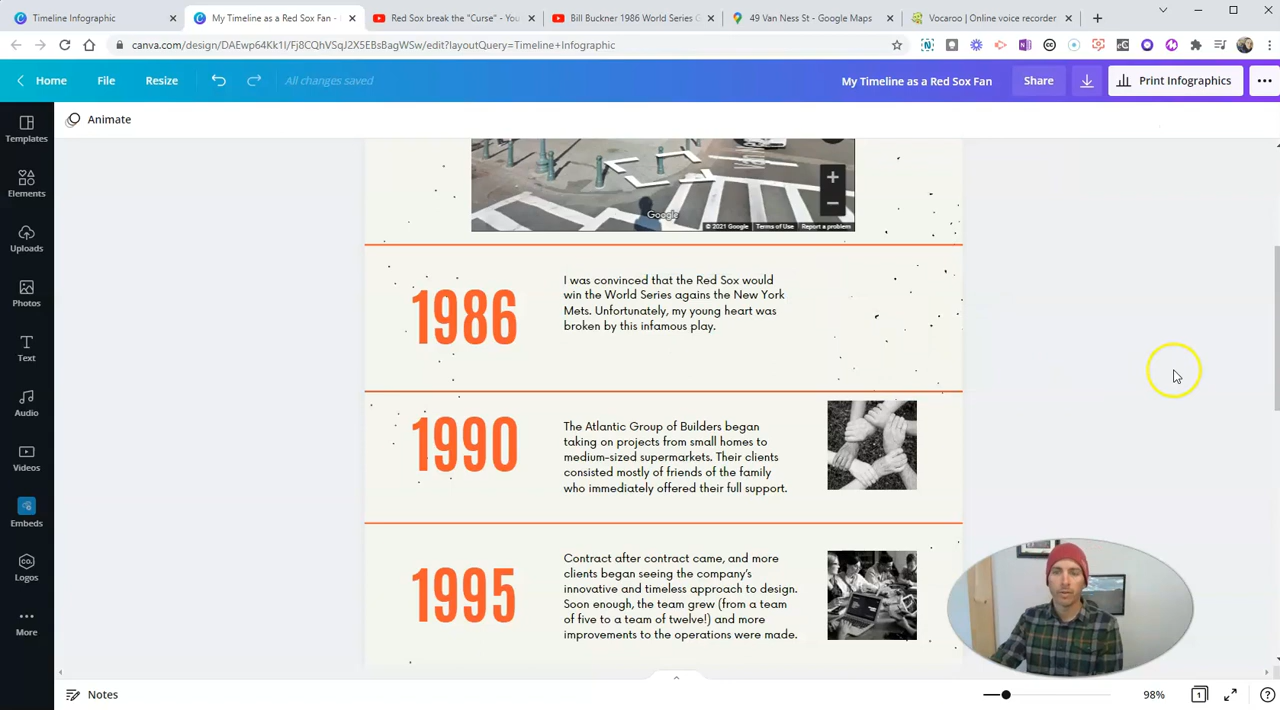 Timeline Infographic
My Timeline as a Red Sox Fan -
Red Sox break the "Curse" - You
Bill Buckner 1986 World Series G
49 Van Ness St - Google Maps
Vocaroo | Online voice recorder
canva.com/design/DAEwp64Kk1I/Fj8CQhVSqJ2X5EBsBagWSw/edit?layoutQuery=Timeline+Infographic
Home
File
Resize
All changes saved
My Timeline as a Red Sox Fan
Share
Print Infographics
Templates
Elements
Uploads
Photos
Text
Audio
Videos
Embeds
CO.
Logos
More
Animate
Van Ne
Google
© 2021 Google
Terms of Use
Report a problem
1986
I was convinced that the Red Sox would
win the World Series agains the New York
Mets. Unfortunately, my young heart was
broken by this infamous play.
1990
The Atlantic Group of Builders began
taking on projects from small homes to
medium-sized supermarkets. Their clients
consisted mostly of friends of the family
who immediately offered their full support.
1995
Contract after contract came, and more
clients began seeing the company's
innovative and timeless approach to design.
Soon enough, the team grew (from a team
of five to a team of twelve!) and more
improvements to the operations were made.
Notes
98%
1